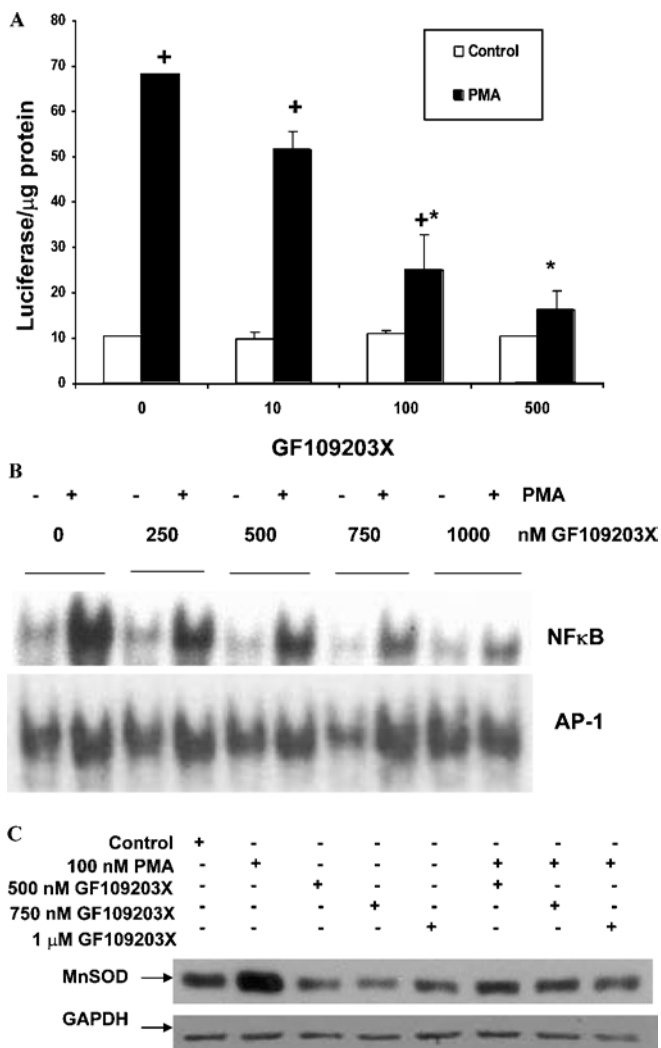 A
Control
PMA
80
70
60
50
40
30
20
10
0
+
+
+*
*
Luciferase/μg protein
0 10 100 500
GF109203X
B
- + - + - + - + - + PMA
0 250 500 750 1000 nM GF109203X
NFκB
AP-1
C
Control + - - - - - - -
100 nM PMA - + - - - + + +
500 nM GF109203X - - + - - + - -
750 nM GF109203X - - - + - - + -
1 μM GF109203X - - - - + - - +
MnSOD
GAPDH